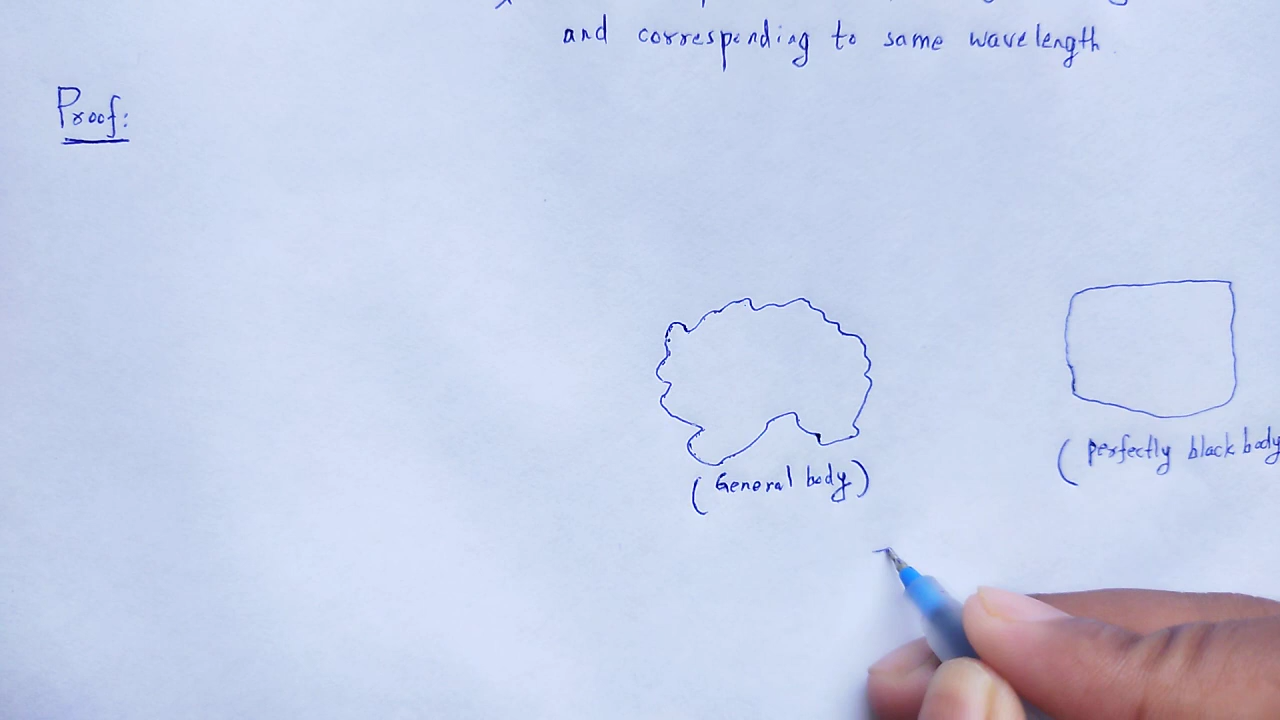 and corresponding to same wavelength
Proof:
(General body)
(perfectly black body